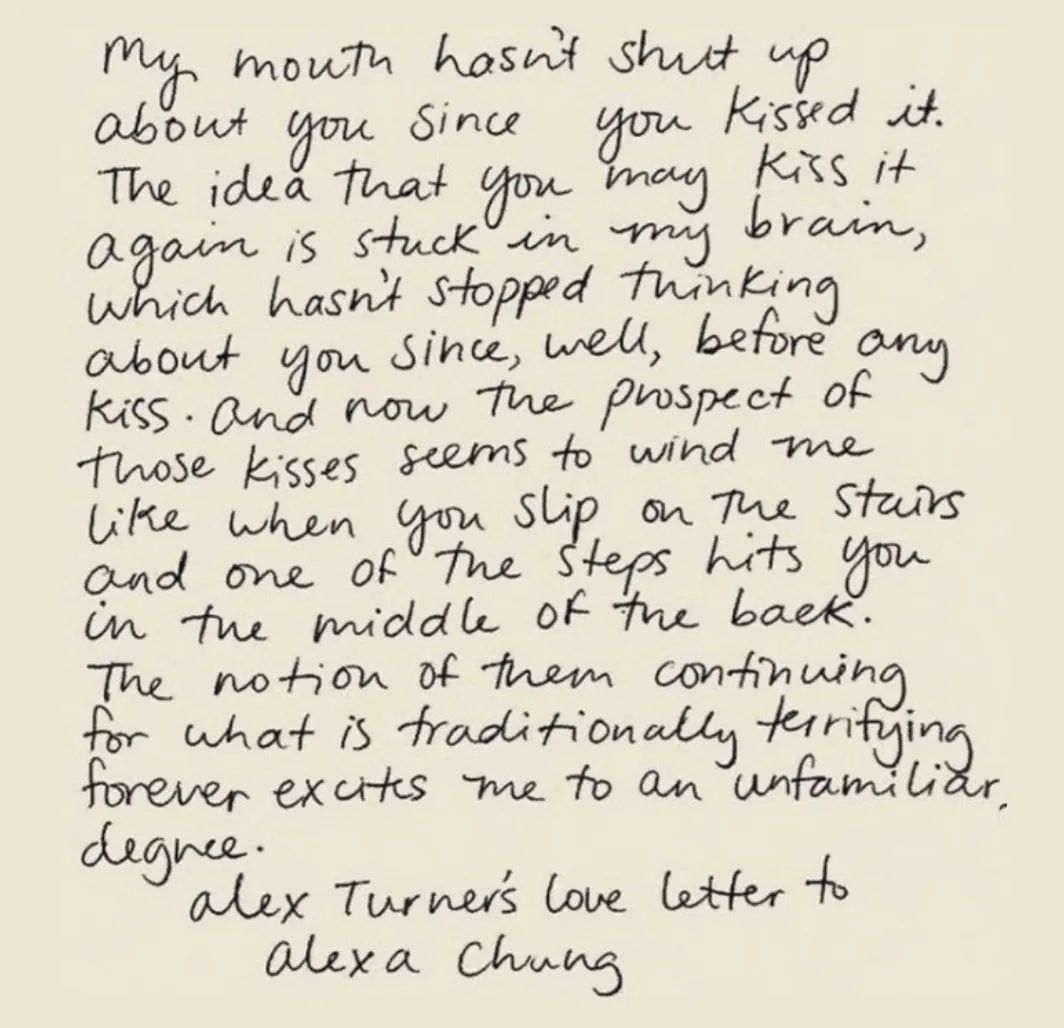 My mouth hasn't shut up
about you since you kissed it.
The idea that you may kiss it
again is stuck in my brain,
which hasn't stopped thinking
about you since, well, before any
kiss. and now the prospect of
those kisses seems to wind me
like when you slip on the stairs
and one of the steps hits you
in the middle of the back.
The notion of them continuing
for what is traditionally terrifying
forever excites me to an unfamiliar
degree.
alex Turner's love letter to
alexa Chung